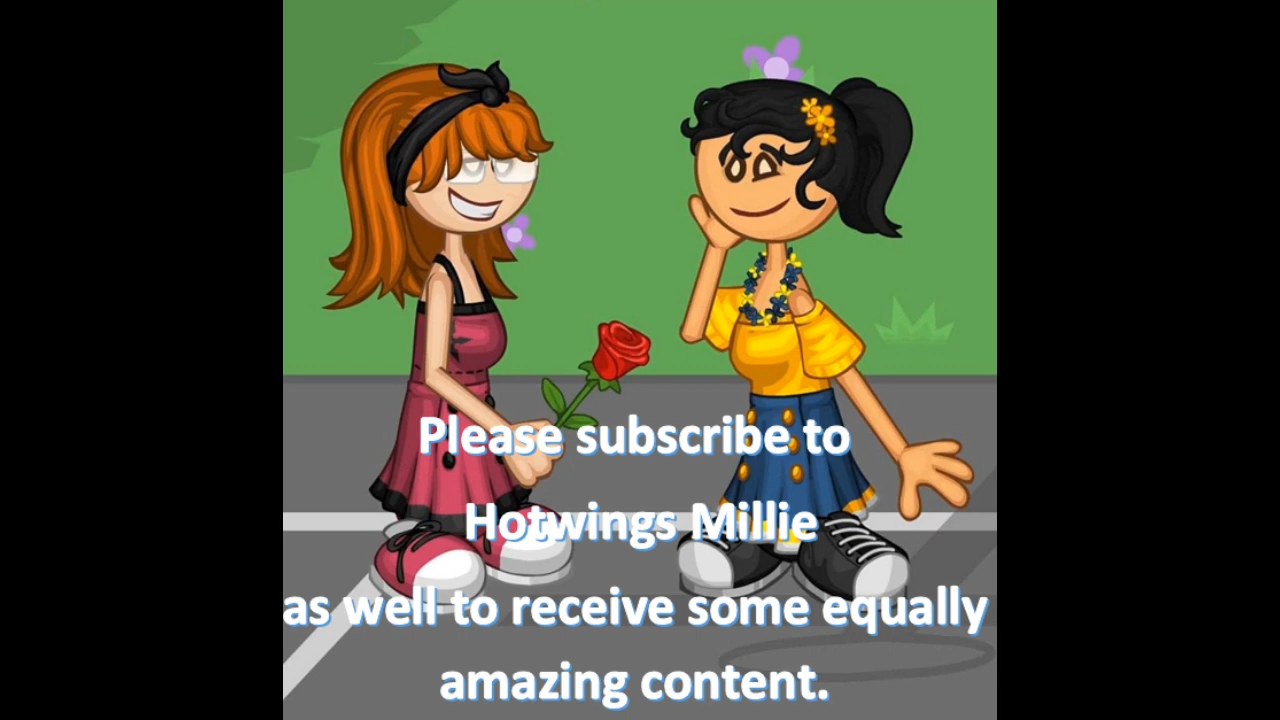 Please subscribe to
Hotwings Millie
as well to receive some equally
amazing content.